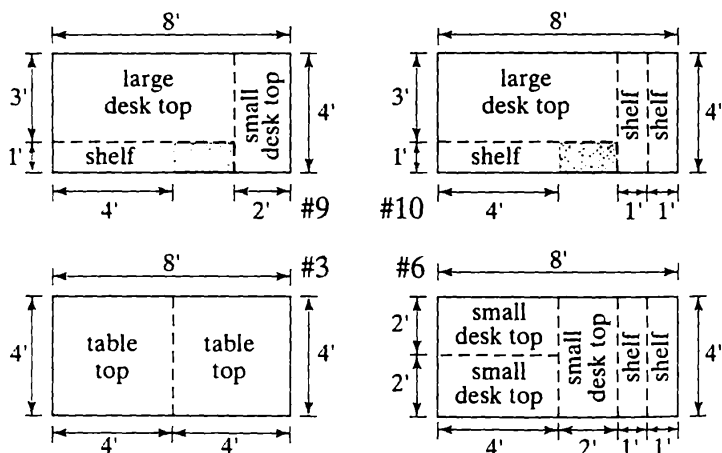 8' 8'
large
desk top
small
desk top
3'
1'
shelf
4'
4' 2' #9
large
desk top
shelf
shelf
3'
1'
shelf
4'
#10 4' 1' 1'
8' #3
4'
table
top
table
top
4'
4' 4'
#6 8'
2'
2'
small
desk top
small
desk top
small
desk top
shelf
shelf
4'
4' 2' 1' 1'